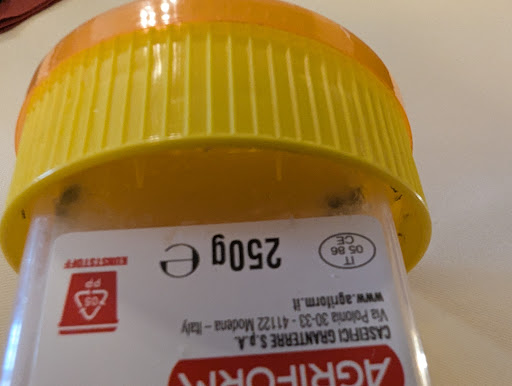 AGRIFORM
CASEIFICI GRANTERRE S.p.A.
Via Polonia 30-33 - 41122 Modena – Italy
www.agriform.it
IT
05 86
CE
250g e
05
PP
KUNSTSTOFF